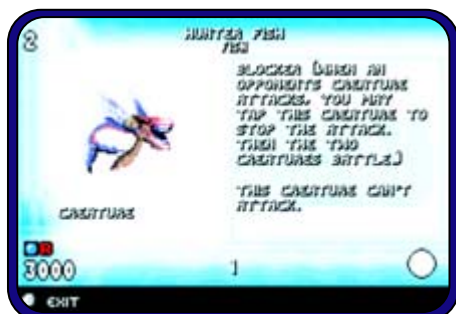 2
HUNTER FISH
FISH
BLOCKER (WHEN AN
OPPONENTS CREATURE
ATTACKS, YOU MAY
TAP THIS CREATURE TO
STOP THE ATTACK.
THEN THE TWO
CREATURES BATTLE.)
THIS CREATURE CAN'T
ATTACK.
CREATURE
R
3000
1
EXIT